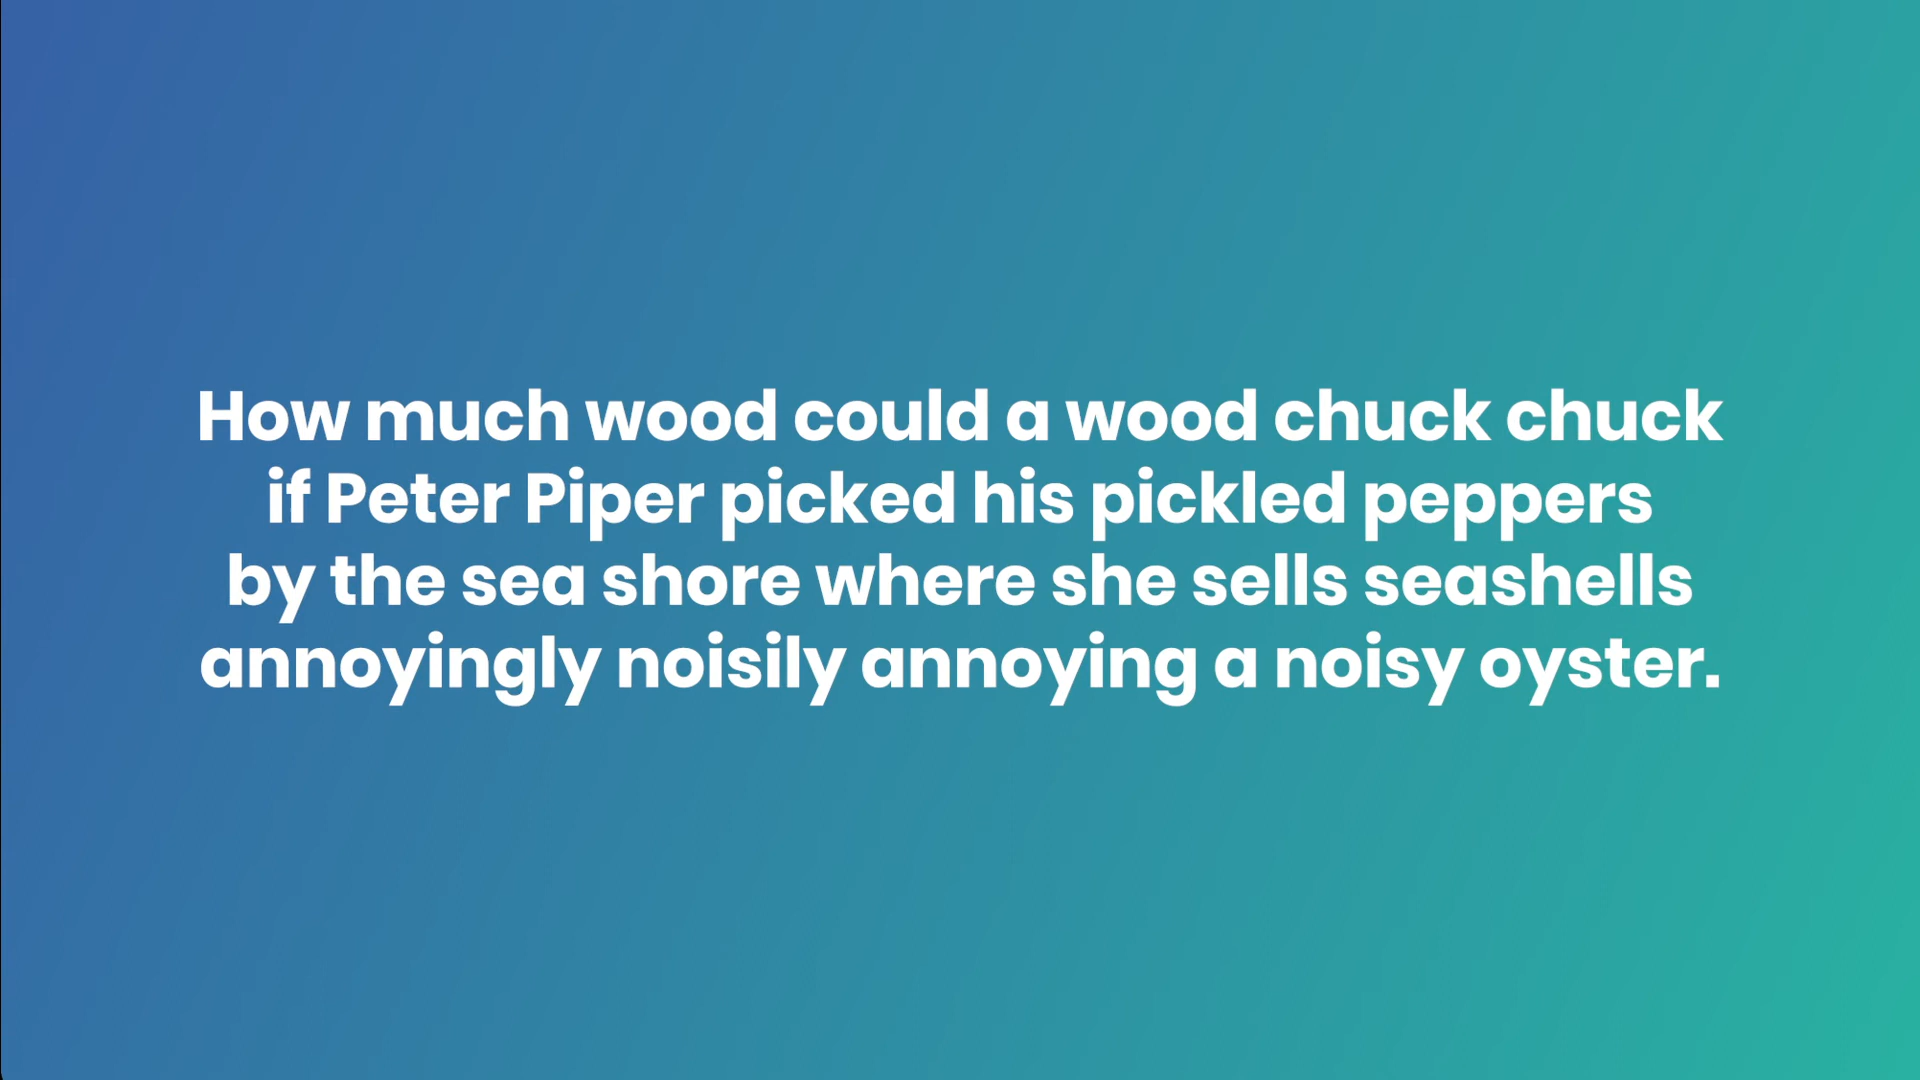 How much wood could a wood chuck chuck
if Peter Piper picked his pickled peppers
by the sea shore where she sells seashells
annoyingly noisily annoying a noisy oyster.